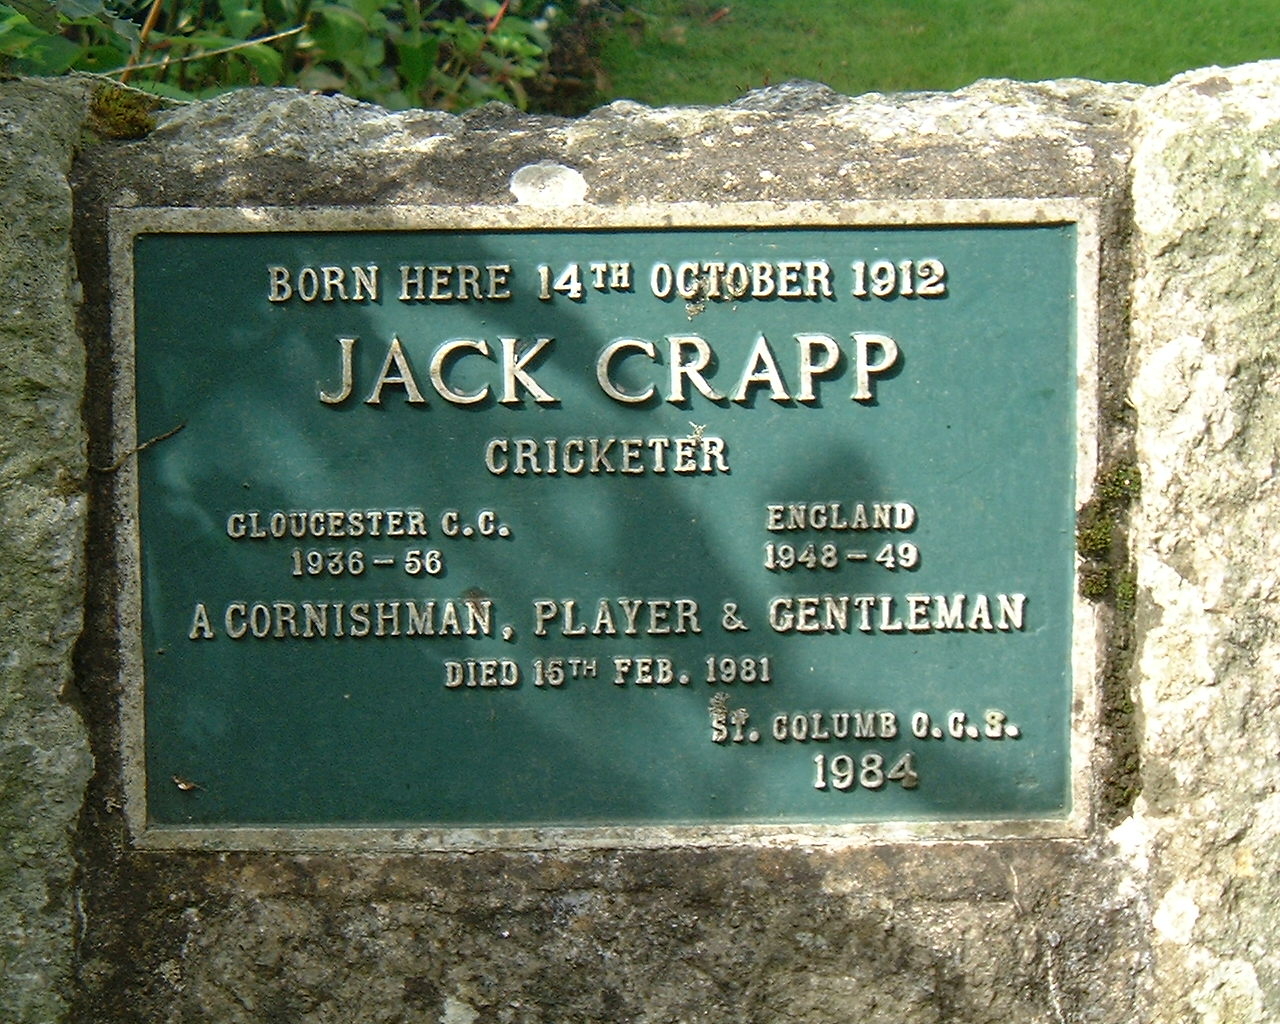 BORN HERE 14TH OCTOBER 1912
JACK CRAPP
CRICKETER
GLOUCESTER C.C.
1936-56
ENGLAND
1948-49
A CORNISHMAN, PLAYER & GENTLEMAN
DIED 15TH FEB. 1981
ST. COLUMB O.C.S.
1984